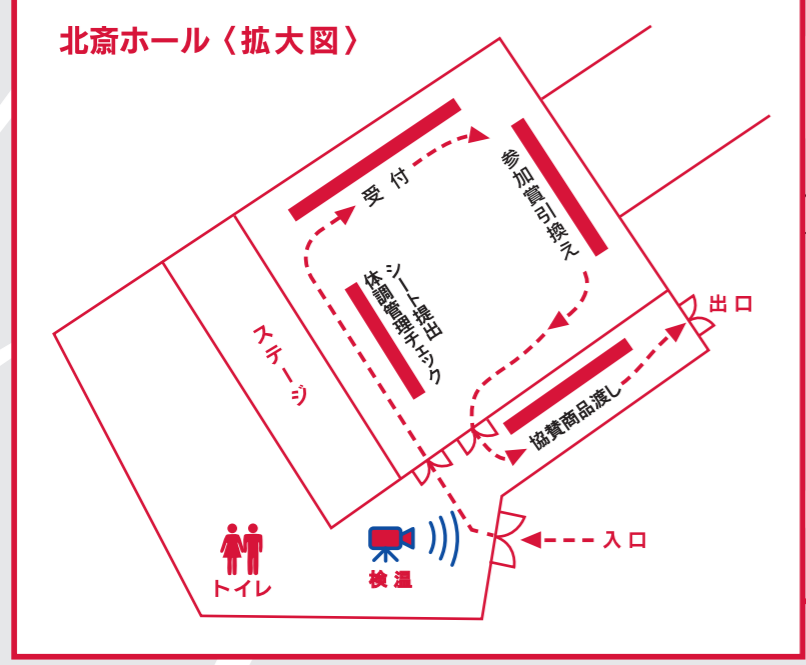 北斎ホール〈拡大図〉
受付
参加賞引換え
体調管理チェック
シート提出
ステージ
出口
協賛商品渡し
入口
検温
トイレ